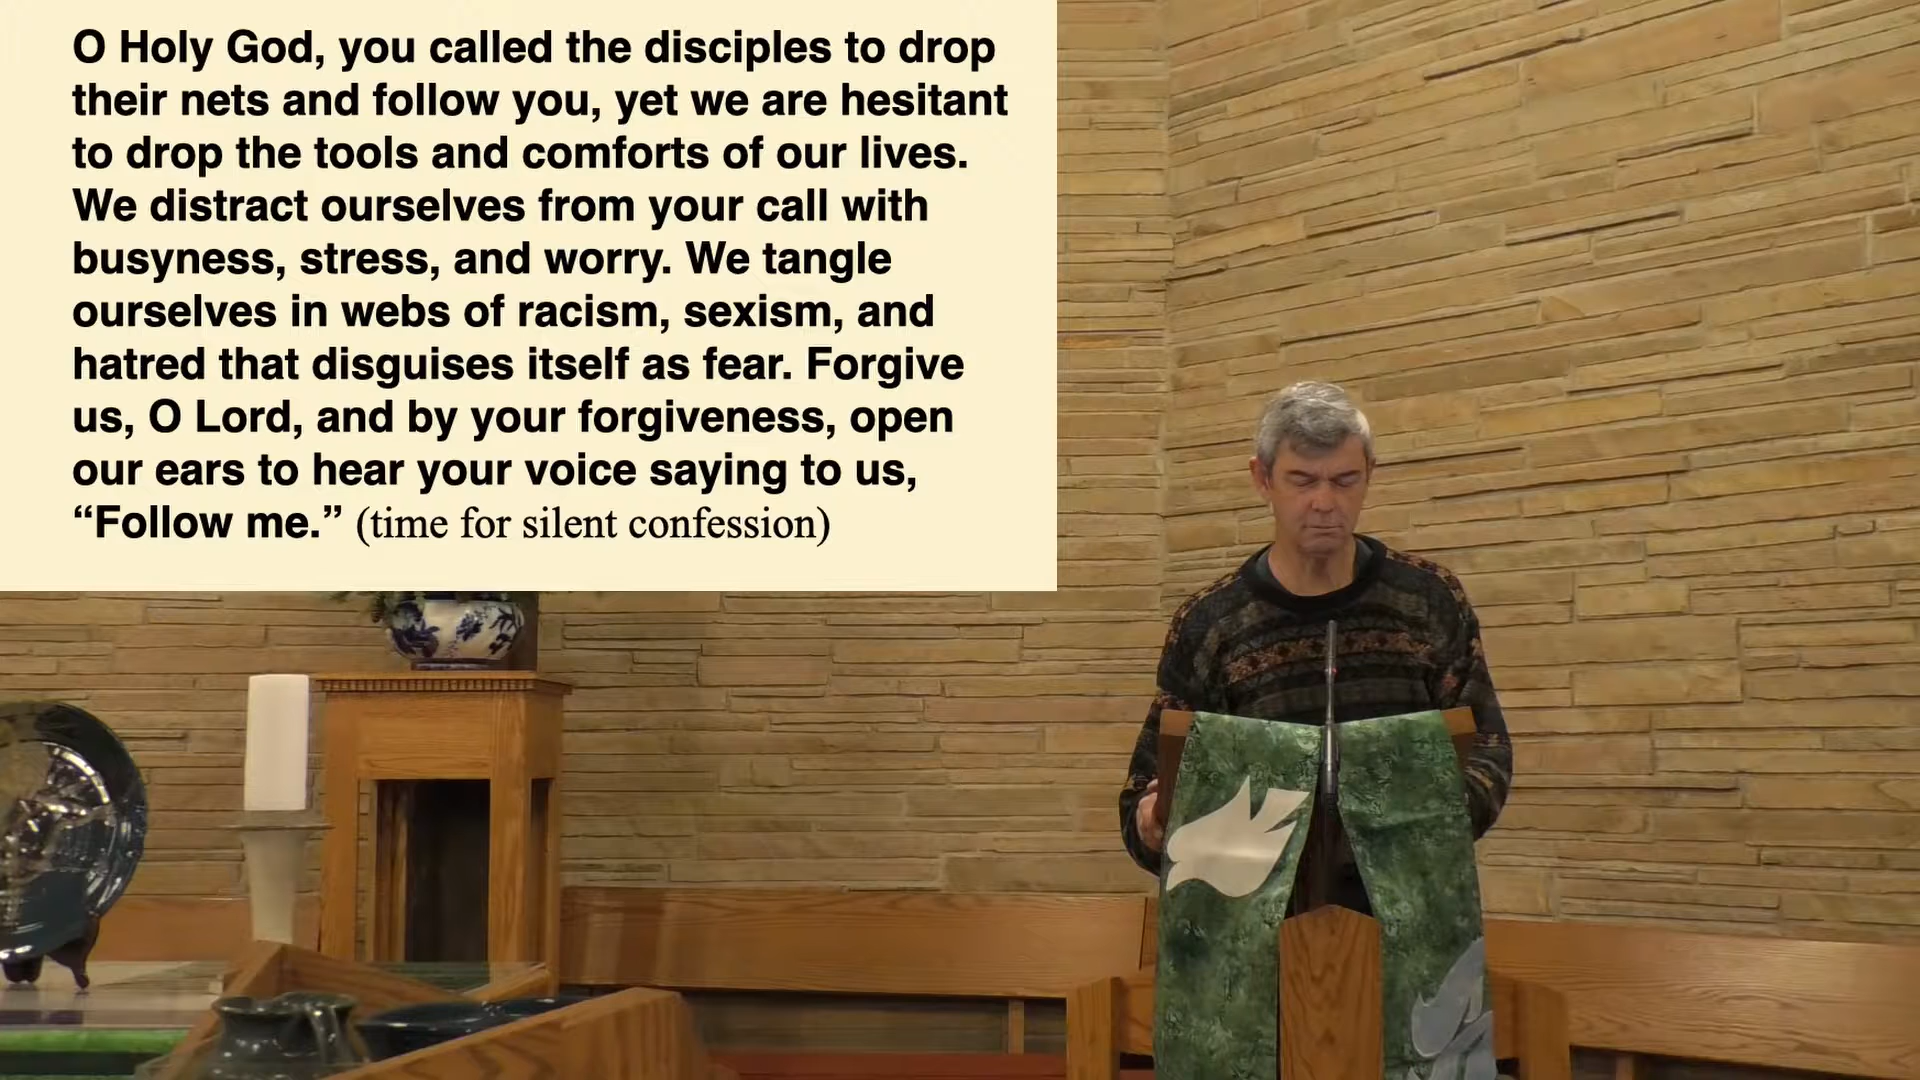 O Holy God, you called the disciples to drop
their nets and follow you, yet we are hesitant
to drop the tools and comforts of our lives.
We distract ourselves from your call with
busyness, stress, and worry. We tangle
ourselves in webs of racism, sexism, and
hatred that disguises itself as fear. Forgive
us, O Lord, and by your forgiveness, open
our ears to hear your voice saying to us,
“Follow me.” (time for silent confession)